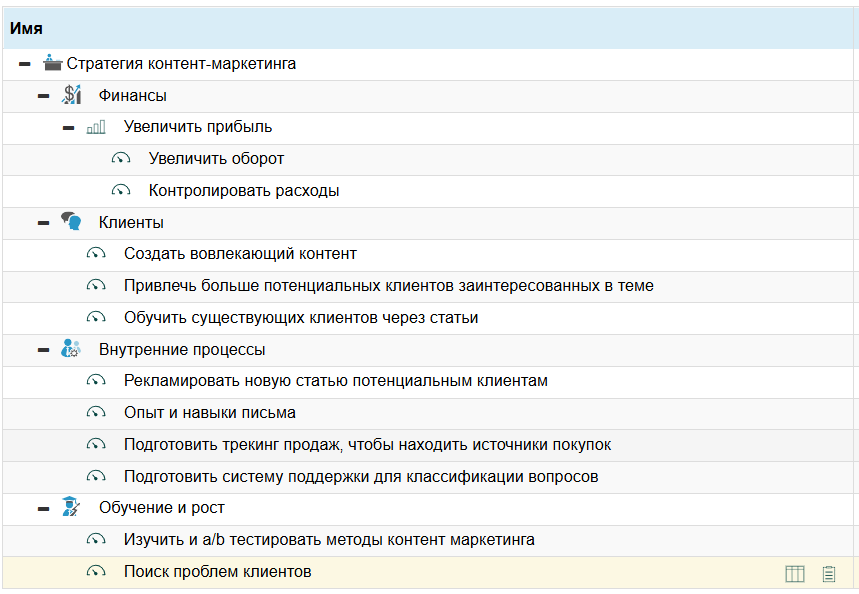 Имя
Стратегия контент-маркетинга
Финансы
Увеличить прибыль
Увеличить оборот
Контролировать расходы
Клиенты
Создать вовлекающий контент
Привлечь больше потенциальных клиентов заинтересованных в теме
Обучить существующих клиентов через статьи
Внутренние процессы
Рекламировать новую статью потенциальным клиентам
Опыт и навыки письма
Подготовить трекинг продаж, чтобы находить источники покупок
Подготовить систему поддержки для классификации вопросов
Обучение и рост
Изучить и a/b тестировать методы контент маркетинга
Поиск проблем клиентов